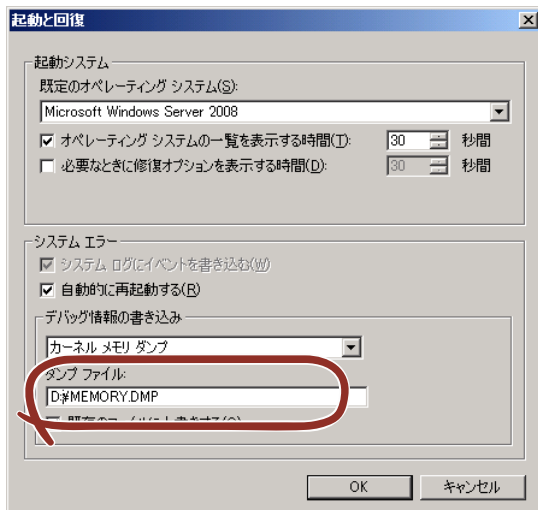 起動と回復
起動システム
既定のオペレーティング システム(S):
Microsoft Windows Server 2008
オペレーティング システムの一覧を表示する時間(T): 30 秒間
必要なときに修復オプションを表示する時間(D): 30 秒間
システム エラー
システム ログにイベントを書き込む(W)
自動的に再起動する(R)
デバッグ情報の書き込み
カーネル メモリ ダンプ
ダンプ ファイル:
D:¥MEMORY.DMP
OK キャンセル